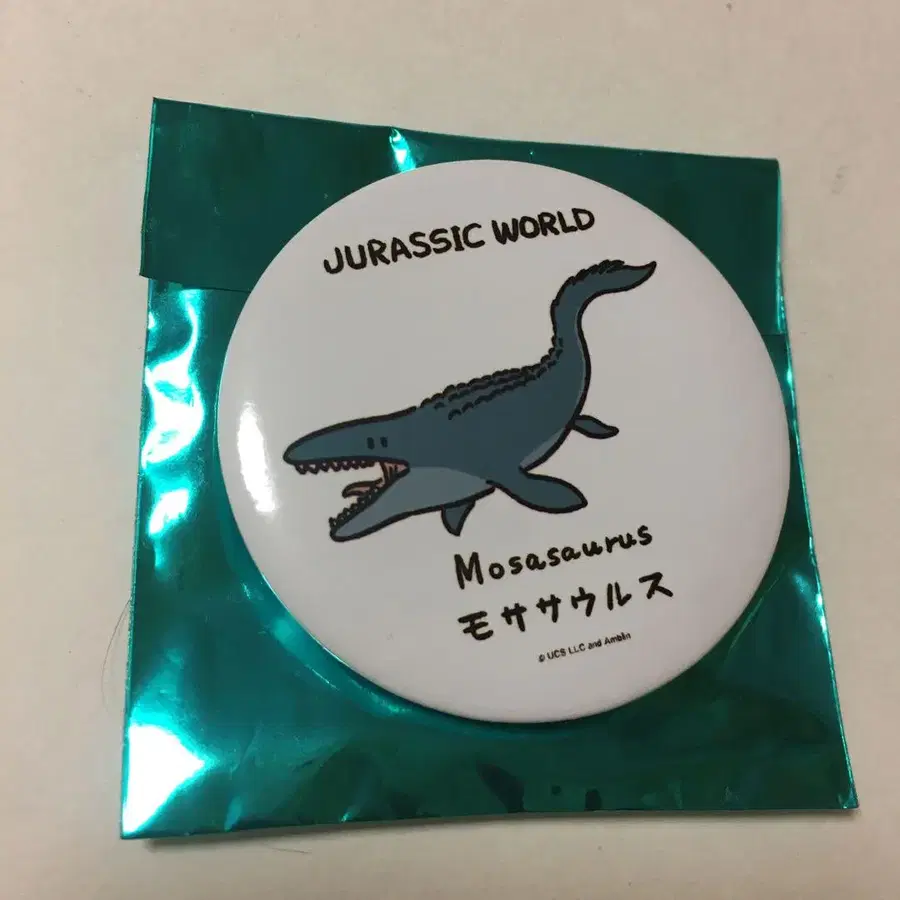 JURASSIC WORLD
Mosasaurus
モササウルス
© UCS LLC and Amblin